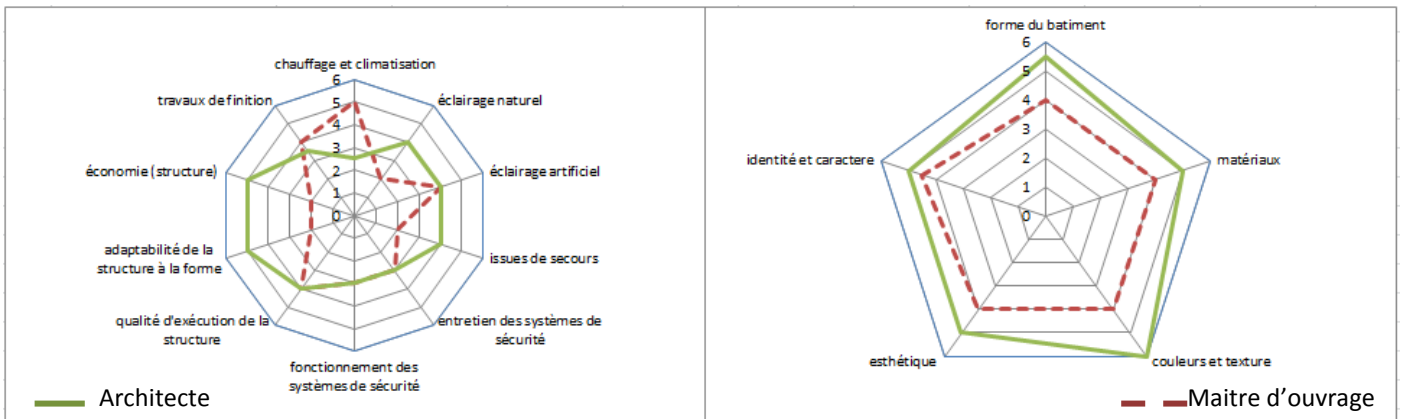 chauffage et climatisation
6
5
4
3
2
1
0
éclairage naturel
éclairage artificiel
issues de secours
entretien des systèmes de
sécurité
fonctionnement des
systèmes de sécurité
qualité d'exécution de la
structure
adaptabilité de la
structure à la forme
économie (structure)
travaux de finition
Architecte
forme du batiment
6
5
4
3
2
1
0
matériaux
couleurs et texture
esthétique
identité et caractere
Maitre d’ouvrage